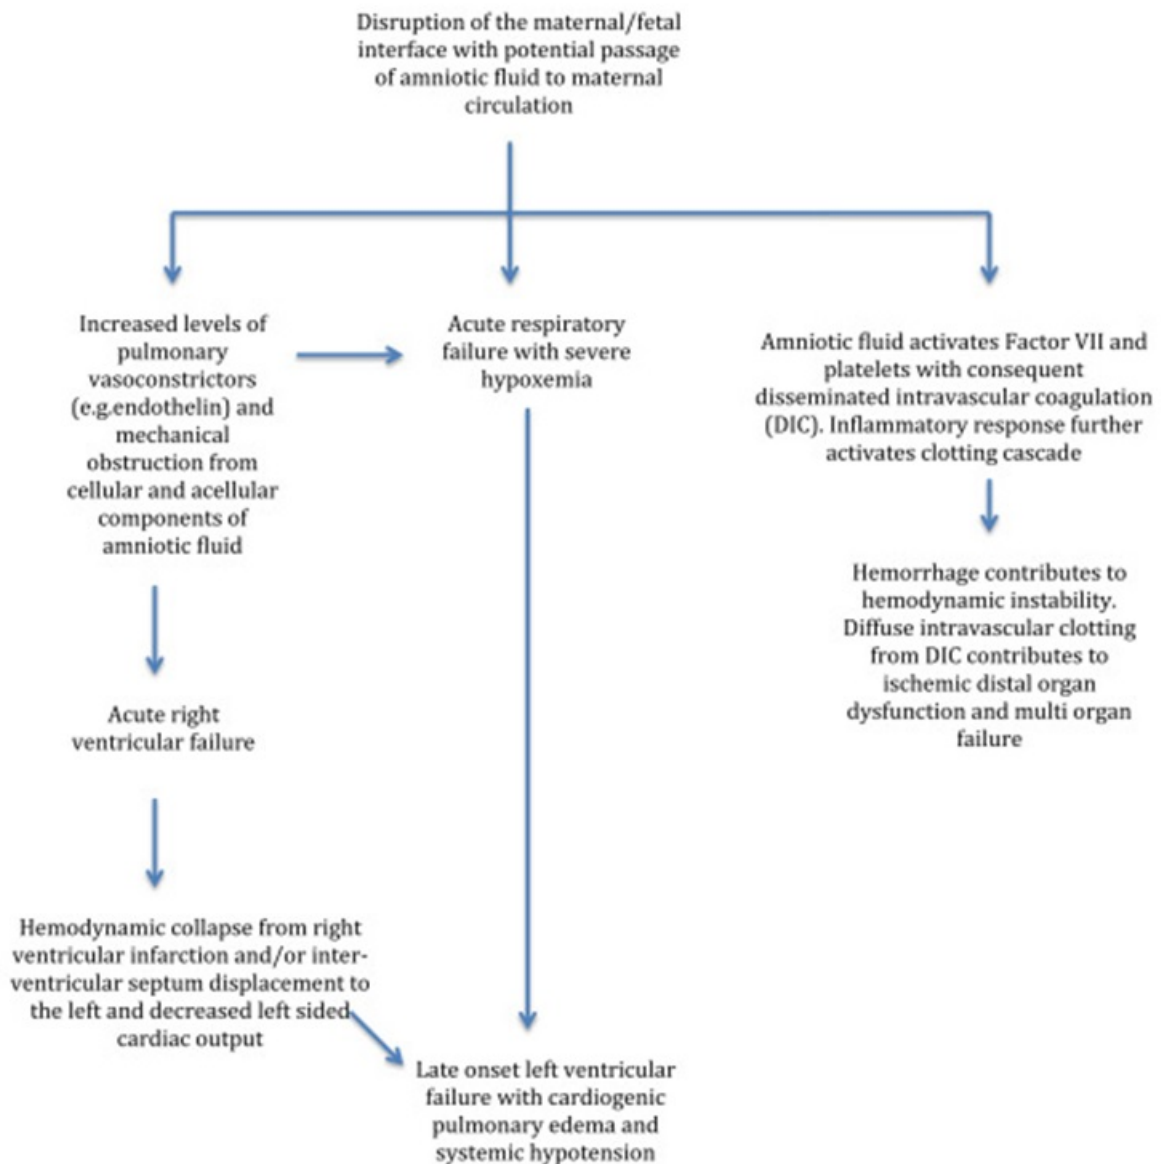 Disruption of the maternal/fetal
interface with potential passage
of amniotic fluid to maternal
circulation
Increased levels of
pulmonary
vasoconstrictors
(e.g.endothelin) and
mechanical
obstruction from
cellular and acellular
components of
amniotic fluid
Acute respiratory
failure with severe
hypoxemia
Amniotic fluid activates Factor VII and
platelets with consequent
disseminated intravascular coagulation
(DIC). Inflammatory response further
activates clotting cascade
Hemorrhage contributes to
hemodynamic instability.
Diffuse intravascular clotting
from DIC contributes to
ischemic distal organ
dysfunction and multi organ
failure
Acute right
ventricular failure
Hemodynamic collapse from right
ventricular infarction and/or inter-
ventricular septum displacement to
the left and decreased left sided
cardiac output
Late onset left ventricular
failure with cardiogenic
pulmonary edema and
systemic hypotension